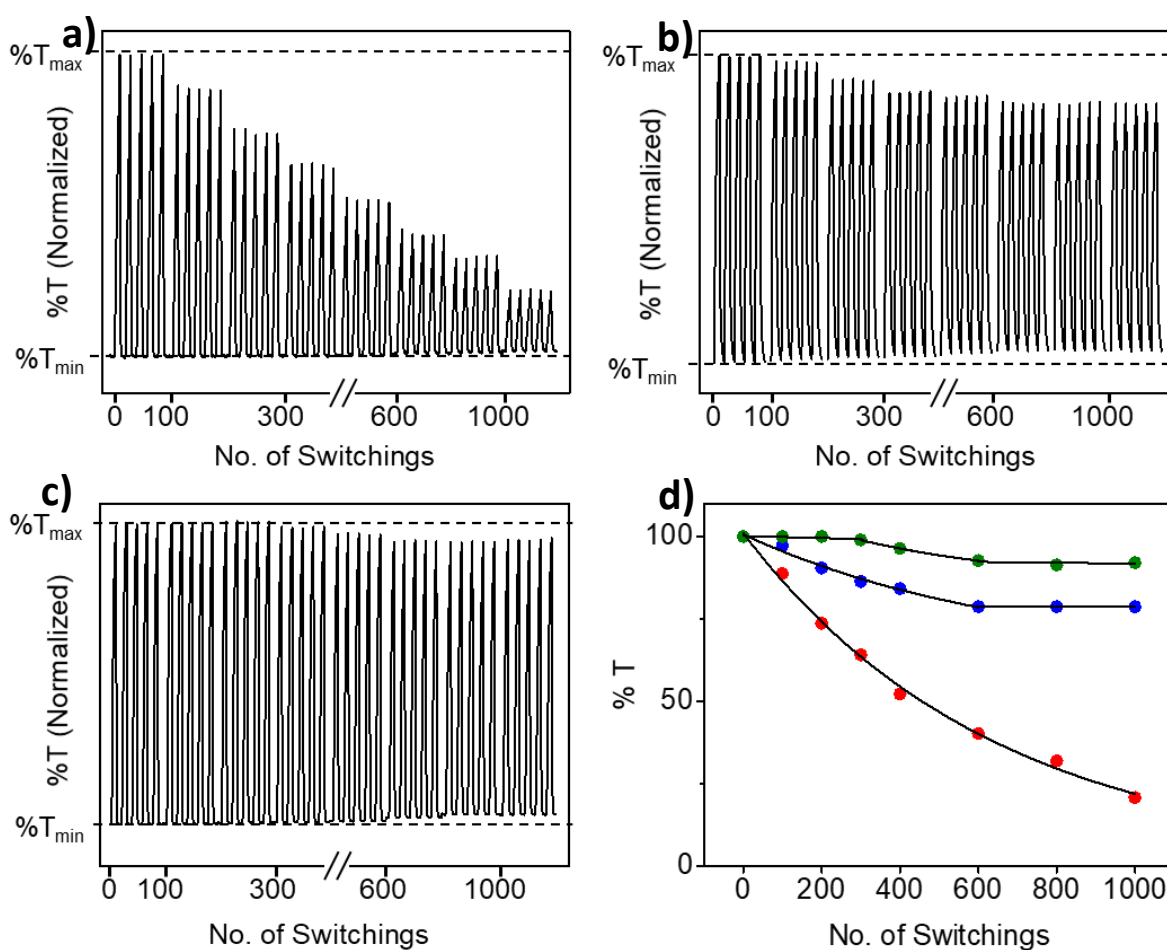 a)
%Tmax
%T (Normalized)
%Tmin
0 100 300 600 1000
No. of Switchings
b)
%Tmax
%T (Normalized)
%Tmin
0 100 300 600 1000
No. of Switchings
c)
%Tmax
%T (Normalized)
%Tmin
0 100 300 600 1000
No. of Switchings
d)
100
50
0
% T
0 200 400 600 800 1000
No. of Switchings